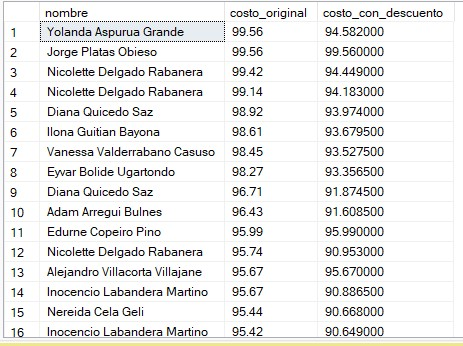 nombre costo_original costo_con_descuento
1 Yolanda Aspurua Grande 99.56 94.582000
2 Jorge Platas Obieso 99.56 99.560000
3 Nicolette Delgado Rabanera 99.42 94.449000
4 Nicolette Delgado Rabanera 99.14 94.183000
5 Diana Quicedo Saz 98.92 93.974000
6 Ilona Guitian Bayona 98.61 93.679500
7 Vanessa Valderrabano Casuso 98.45 93.527500
8 Eyvar Bolide Ugartondo 98.27 93.356500
9 Diana Quicedo Saz 96.71 91.874500
10 Adam Arregui Bulnes 96.43 91.608500
11 Edurne Copeiro Pino 95.99 95.990000
12 Nicolette Delgado Rabanera 95.74 90.953000
13 Alejandro Villacorta Villajane 95.67 95.670000
14 Inocencio Labandera Martino 95.67 90.886500
15 Nereida Cela Geli 95.44 90.668000
16 Inocencio Labandera Martino 95.42 90.649000